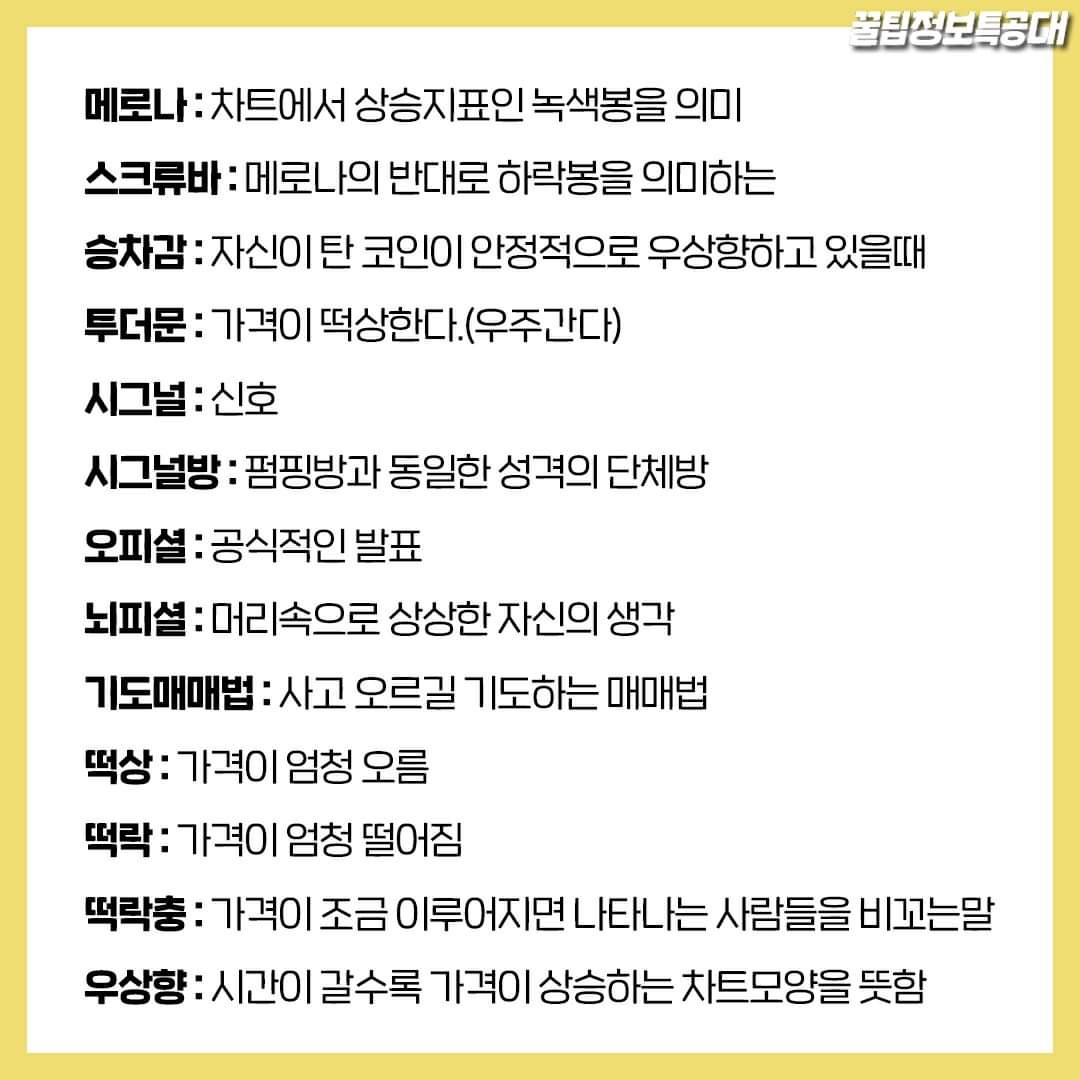 꿀팁정보특공대
메로나 : 차트에서 상승지표인 녹색봉을 의미
스크류바 : 메로나의 반대로 하락봉을 의미하는
승차감 : 자신이 탄 코인이 안정적으로 우상향하고 있을때
투더문 : 가격이 떡상한다.(우주간다)
시그널 : 신호
시그널방 : 펌핑방과 동일한 성격의 단체방
오피셜 : 공식적인 발표
뇌피셜 : 머리속으로 상상한 자신의 생각
기도매매법 : 사고 오르길 기도하는 매매법
떡상 : 가격이 엄청 오름
떡락 : 가격이 엄청 떨어짐
떡락충 : 가격이 조금 이루어지면 나타나는 사람들을 비꼬는말
우상향 : 시간이 갈수록 가격이 상승하는 차트모양을 뜻함